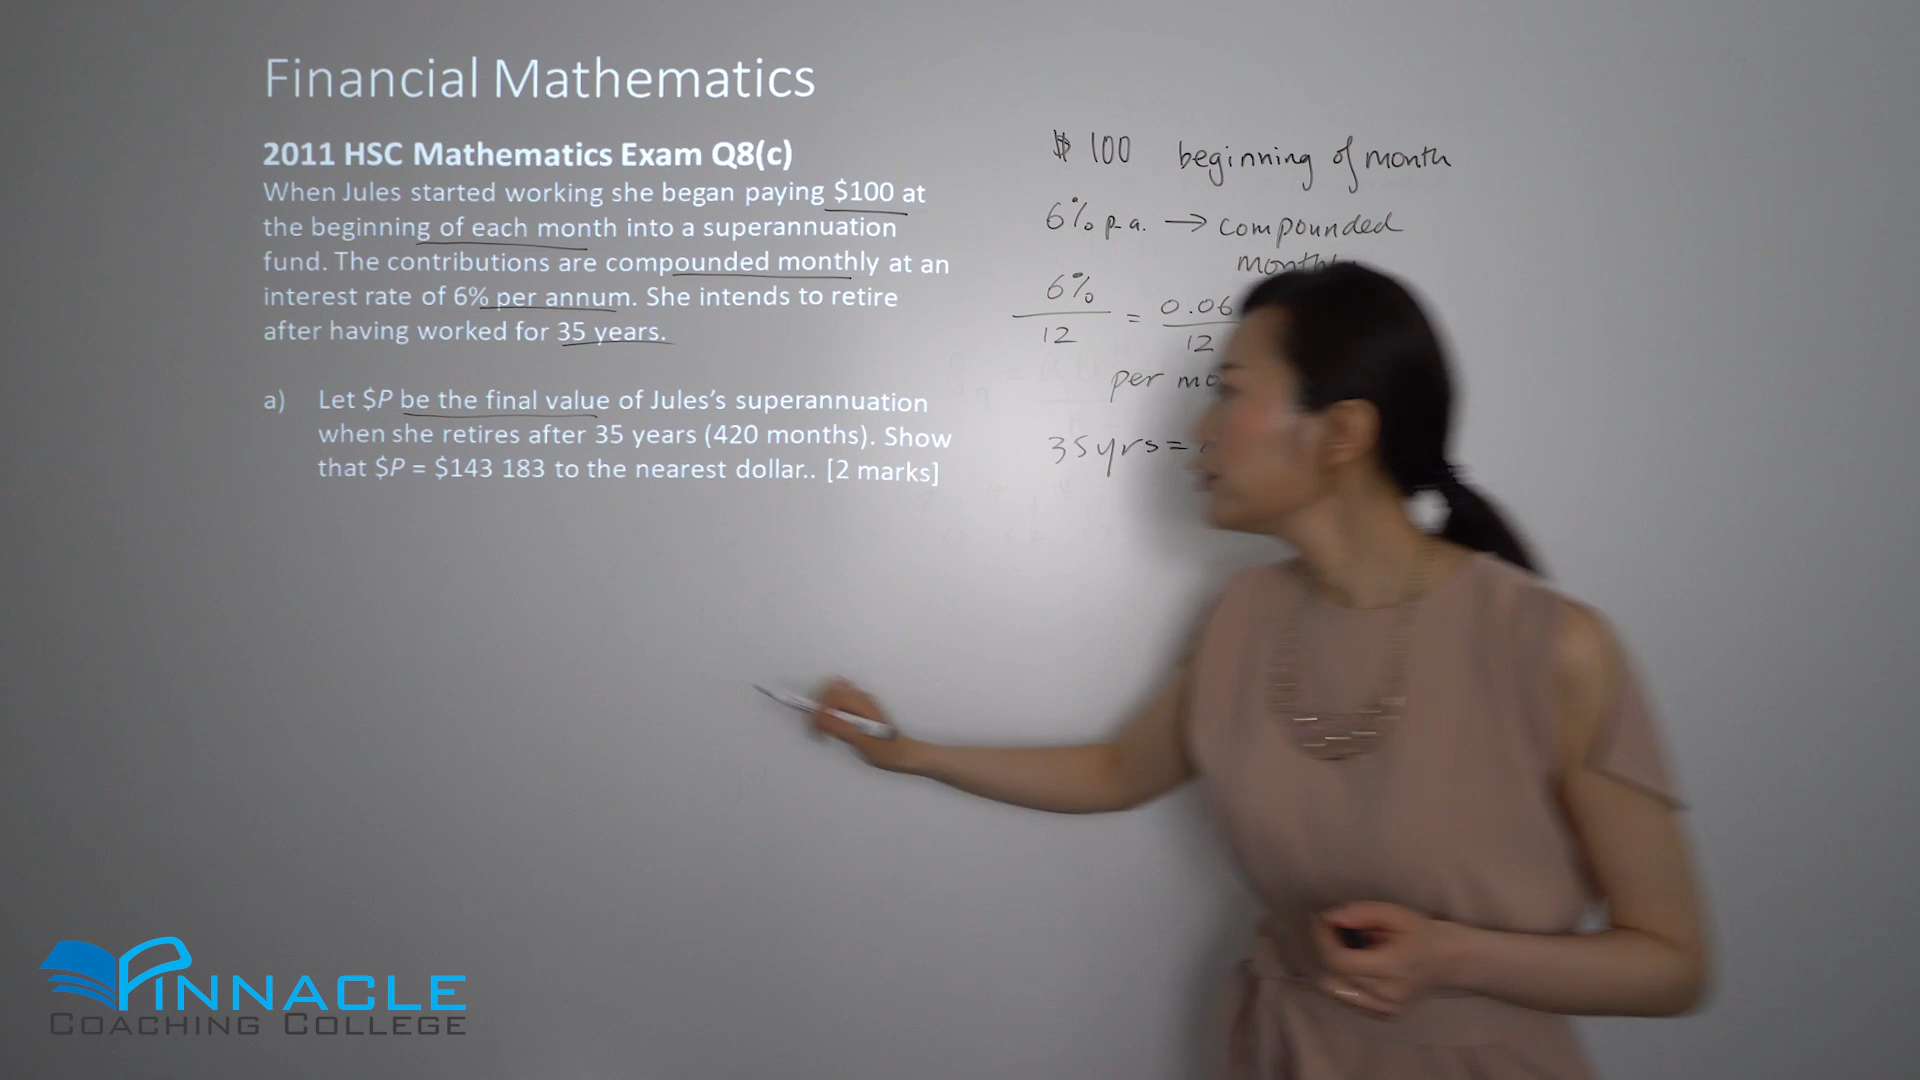 Financial Mathematics
2011 HSC Mathematics Exam Q8(c)
When Jules started working she began paying $100 at
the beginning of each month into a superannuation
fund. The contributions are compounded monthly at an
interest rate of 6% per annum. She intends to retire
after having worked for 35 years.
a) Let $P be the final value of Jules's superannuation
when she retires after 35 years (420 months). Show
that $P = $143 183 to the nearest dollar.. [2 marks]
$ 100 beginning of month
6% p.a. → compounded
6%
12
=
0.06
12
per
35 yrs =
PINNACLE
COACHING COLLEGE